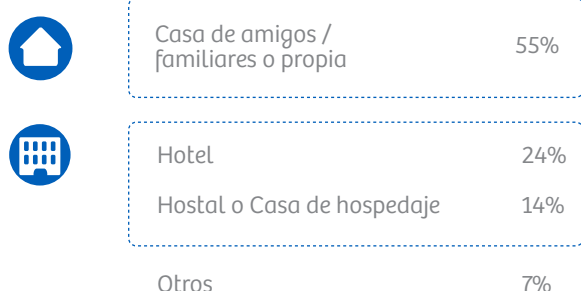 Casa de amigos /
familiares o propia 55%
Hotel 24%
Hostal o Casa de hospedaje 14%
Otros 7%